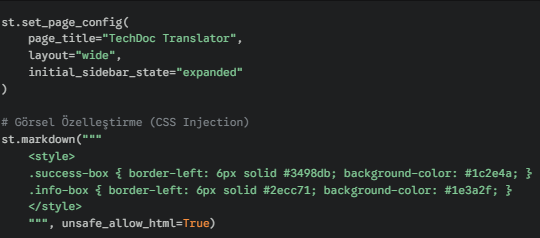 st.set_page_config(
    page_title="TechDoc Translator",
    layout="wide",
    initial_sidebar_state="expanded"
)

# Görsel Özelleştirme (CSS Injection)
st.markdown("""
    <style>
    .success-box { border-left: 6px solid #3498db; background-color: #1c2e4a; }
    .info-box { border-left: 6px solid #2ecc71; background-color: #1e3a2f; }
    </style>
    """, unsafe_allow_html=True)